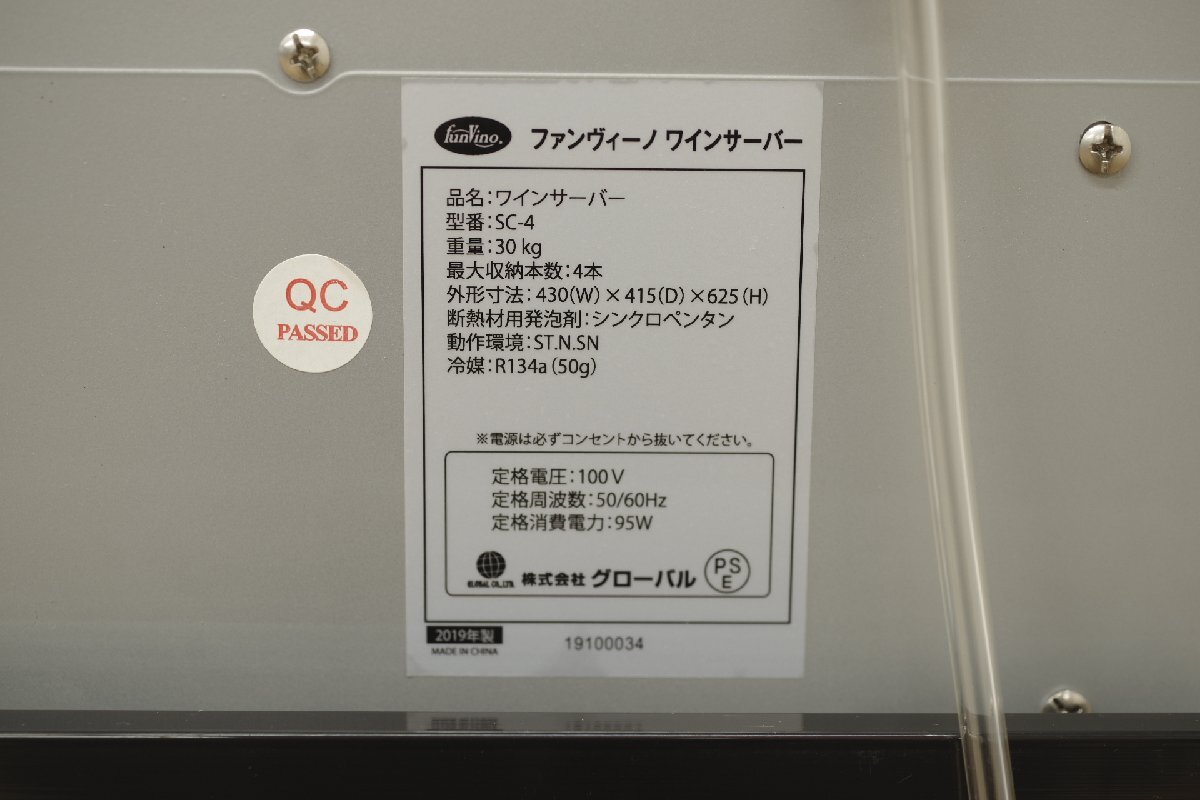 funVino. ファンヴィーノ ワインサーバー
品名:ワインサーバー
型番:SC-4
重量:30 kg
最大収納本数:4本
外形寸法:430(W)×415(D)×625(H)
断熱材用発泡剤:シンクロペンタン
動作環境:ST.N.SN
冷媒:R134a(50g)
※電源は必ずコンセントから抜いてください。
定格電圧:100V
定格周波数:50/60Hz
定格消費電力:95W
GLOBAL CO.,LTD. 株式会社 グローバル PSE
2019年製
MADE IN CHINA
19100034
QC
PASSED